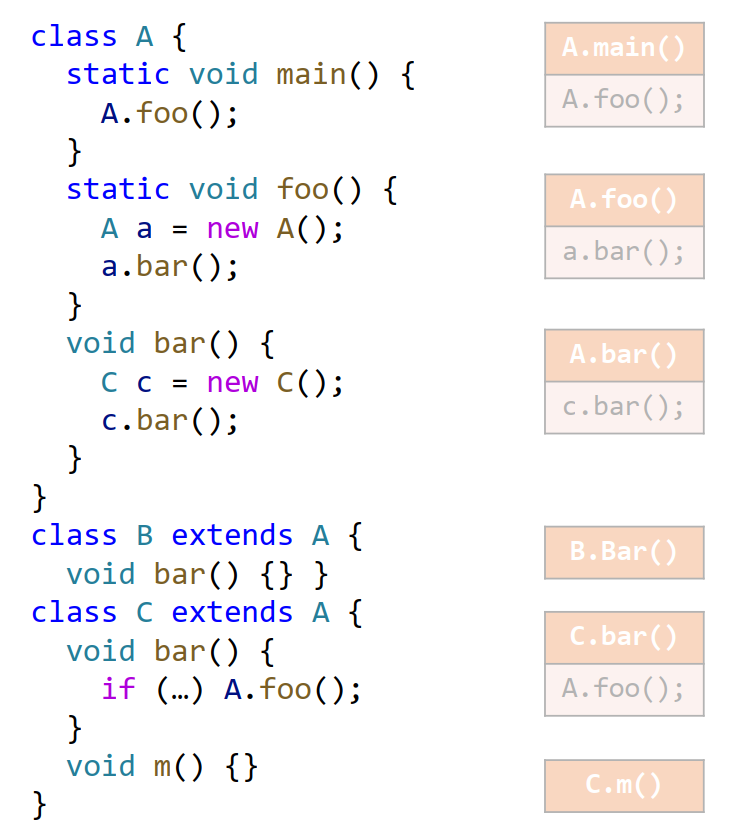 class A {
  static void main() {
    A.foo();
  }
  static void foo() {
    A a = new A();
    a.bar();
  }
  void bar() {
    C c = new C();
    c.bar();
  }
}
class B extends A {
  void bar() {} }
class C extends A {
  void bar() {
    if (…) A.foo();
  }
  void m() {}
}
A.main()
A.foo();
A.foo()
a.bar();
A.bar()
c.bar();
B.Bar()
C.bar()
A.foo();
C.m()